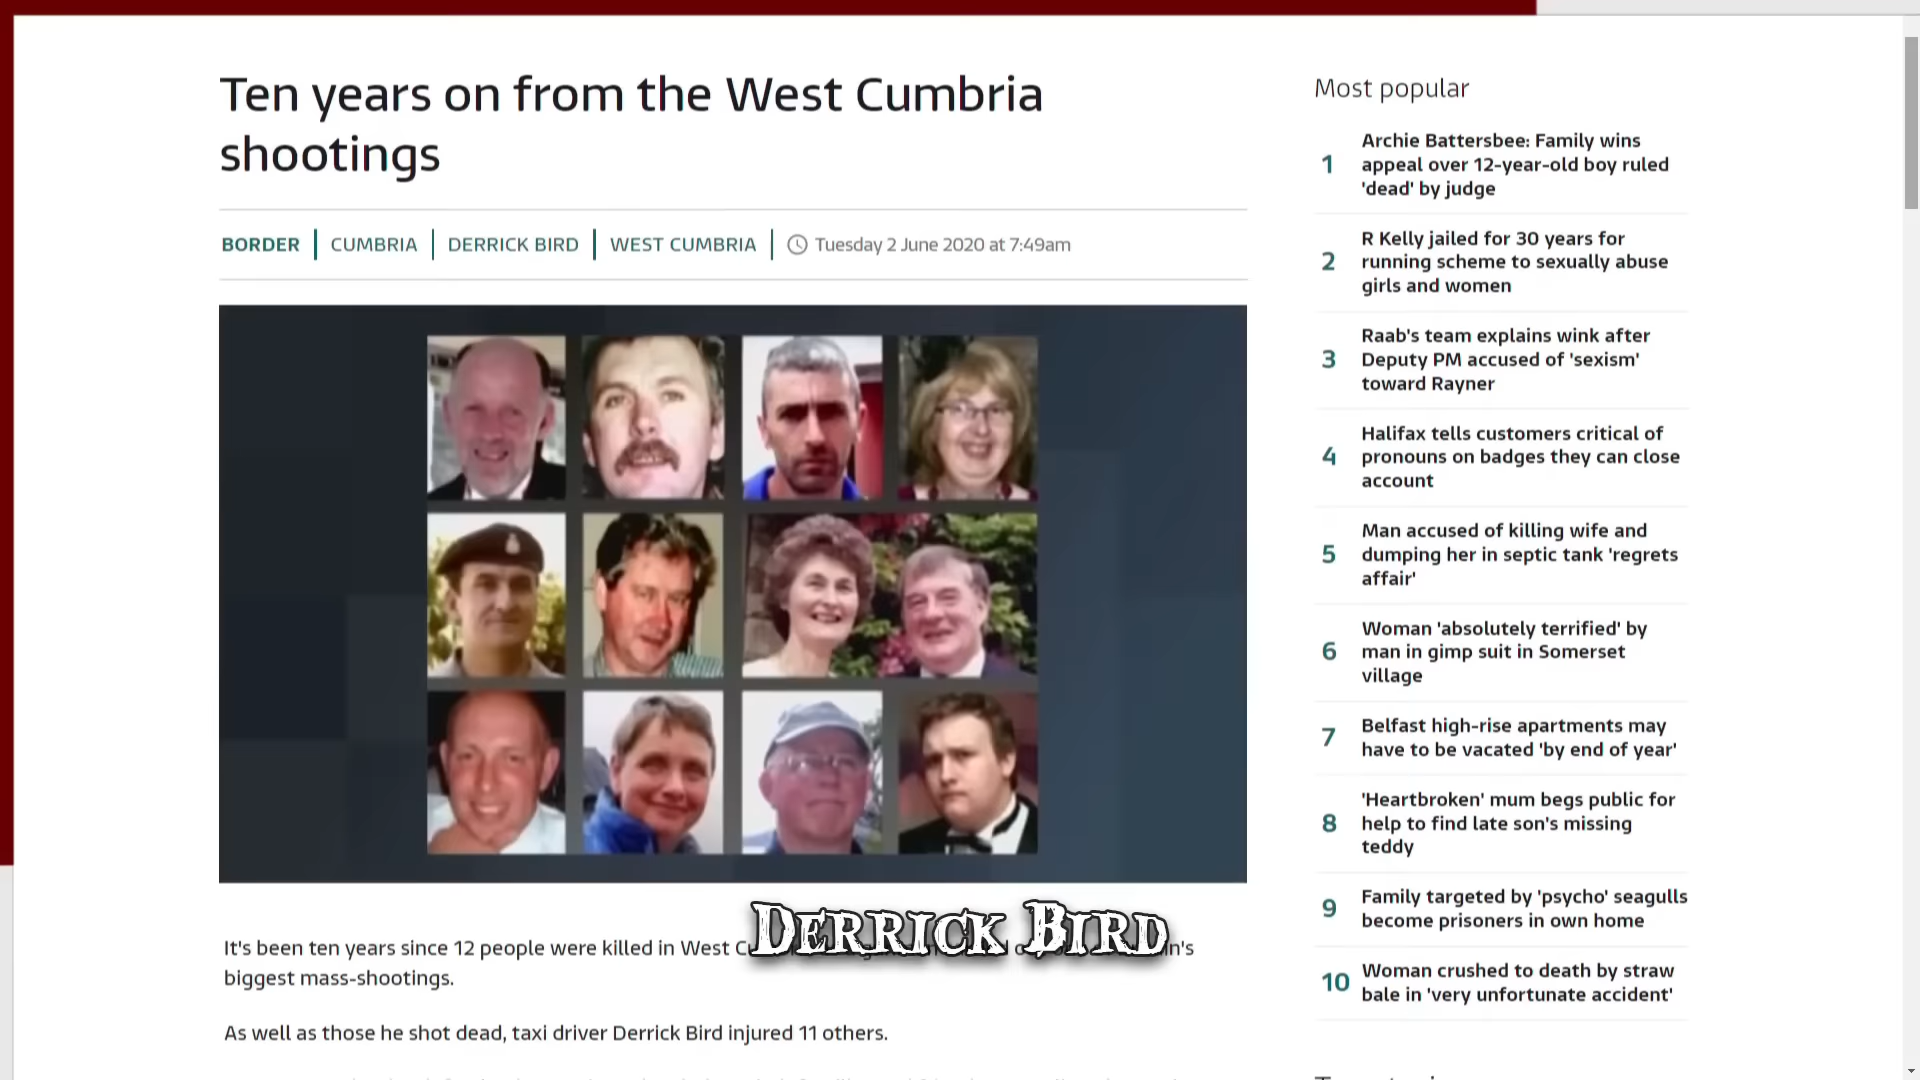 Ten years on from the West Cumbria
shootings
BORDER
CUMBRIA
DERRICK BIRD
WEST CUMBRIA
Tuesday 2 June 2020 at 7:49am
It's been ten years since 12 people were killed in West
biggest mass-shootings.
DERRICK BIRD
As well as those he shot dead, taxi driver Derrick Bird injured 11 others.
Most popular
1
Archie Battersbee: Family wins
appeal over 12-year-old boy ruled
'dead' by judge
2
R Kelly jailed for 30 years for
running scheme to sexually abuse
girls and women
3
Raab's team explains wink after
Deputy PM accused of 'sexism'
toward Rayner
4
Halifax tells customers critical of
pronouns on badges they can close
account
5
Man accused of killing wife and
dumping her in septic tank 'regrets
affair'
6
Woman 'absolutely terrified' by
man in gimp suit in Somerset
village
7
Belfast high-rise apartments may
have to be vacated 'by end of year'
8
'Heartbroken' mum begs public for
help to find late son's missing
teddy
9
Family targeted by 'psycho' seagulls
become prisoners in own home
10
Woman crushed to death by straw
bale in 'very unfortunate accident'